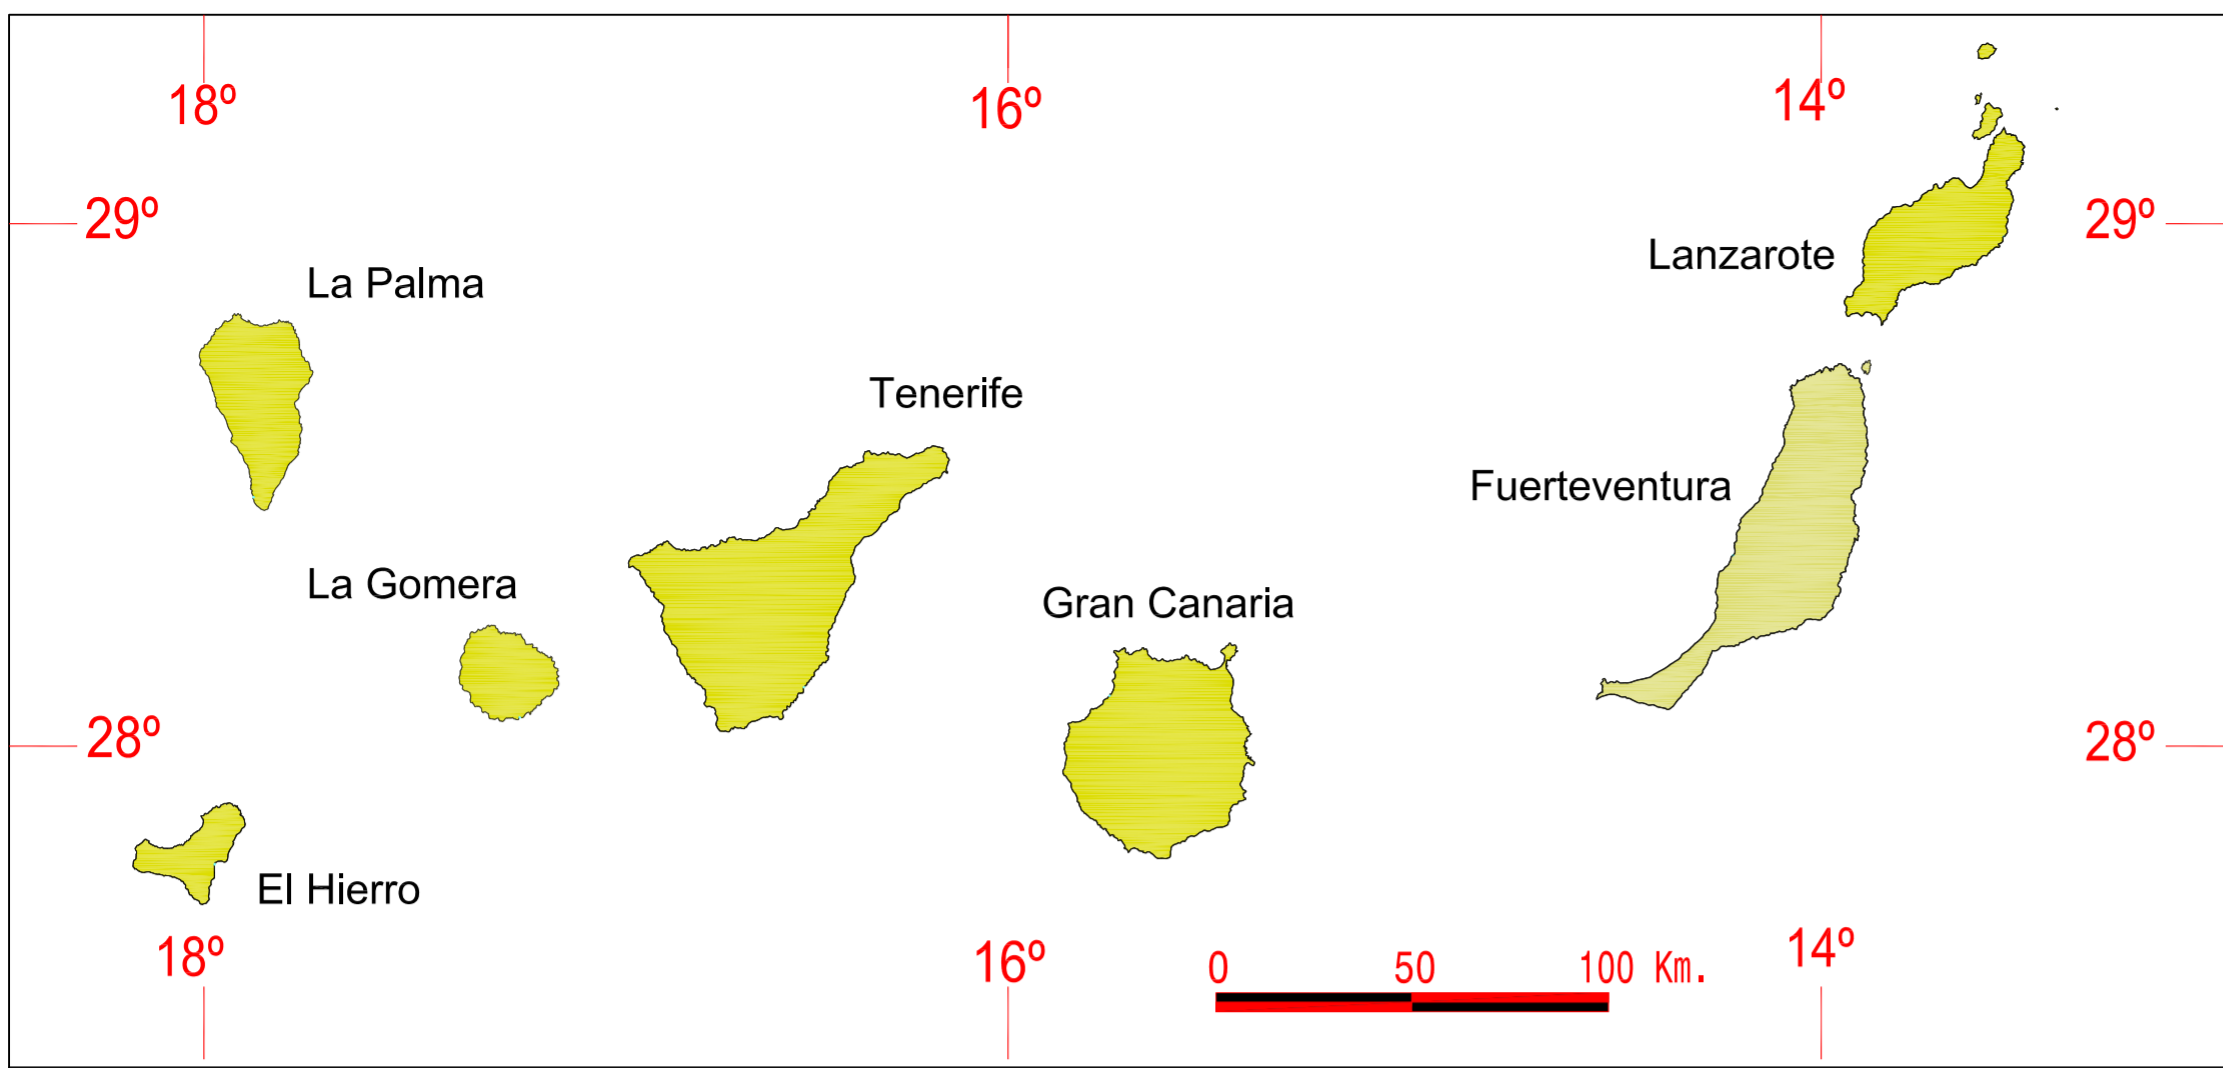 18º
16º
14º
29º
29º
Lanzarote
La Palma
Tenerife
Fuerteventura
La Gomera
Gran Canaria
28º
28º
El Hierro
18º
16º
14º
0 50 100 Km.